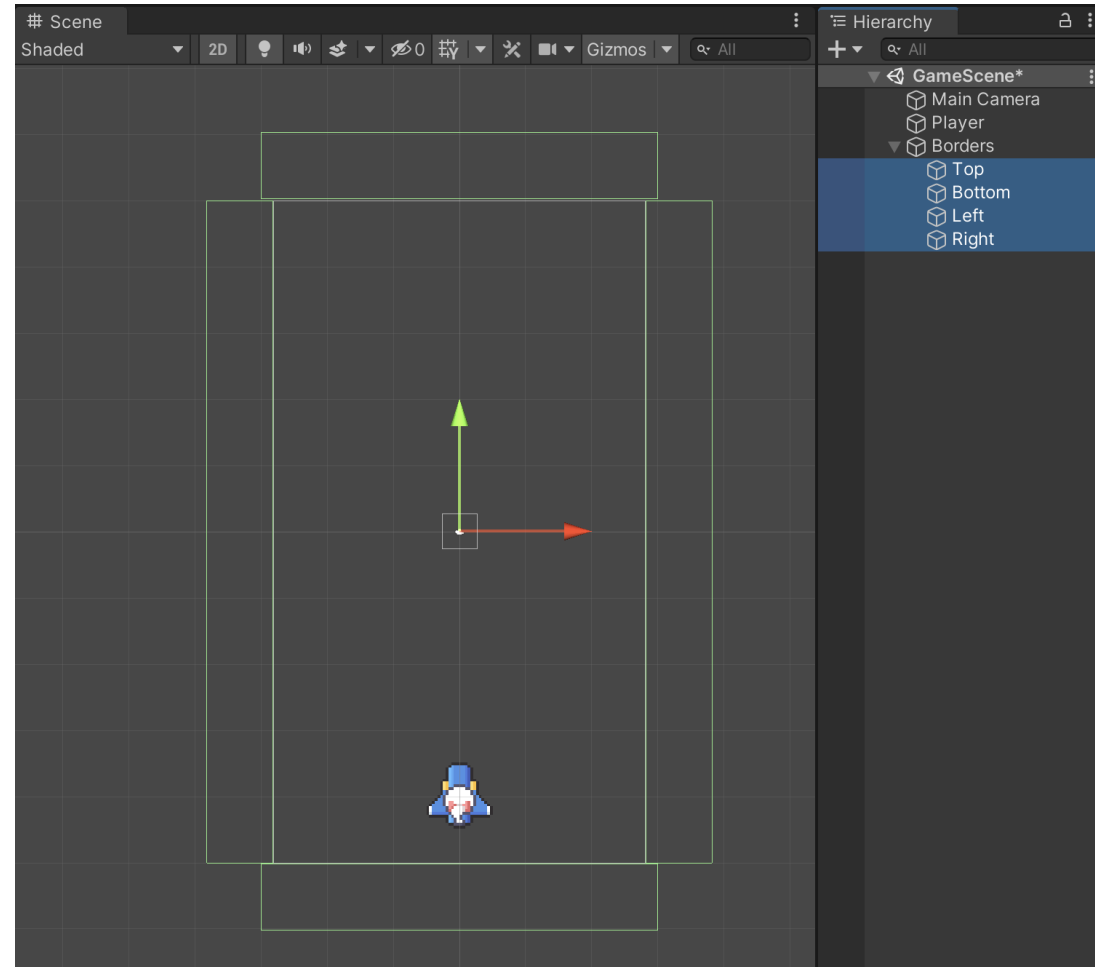 Scene
Shaded
2D
0
Gizmos
All
Hierarchy
All
GameScene*
Main Camera
Player
Borders
Top
Bottom
Left
Right